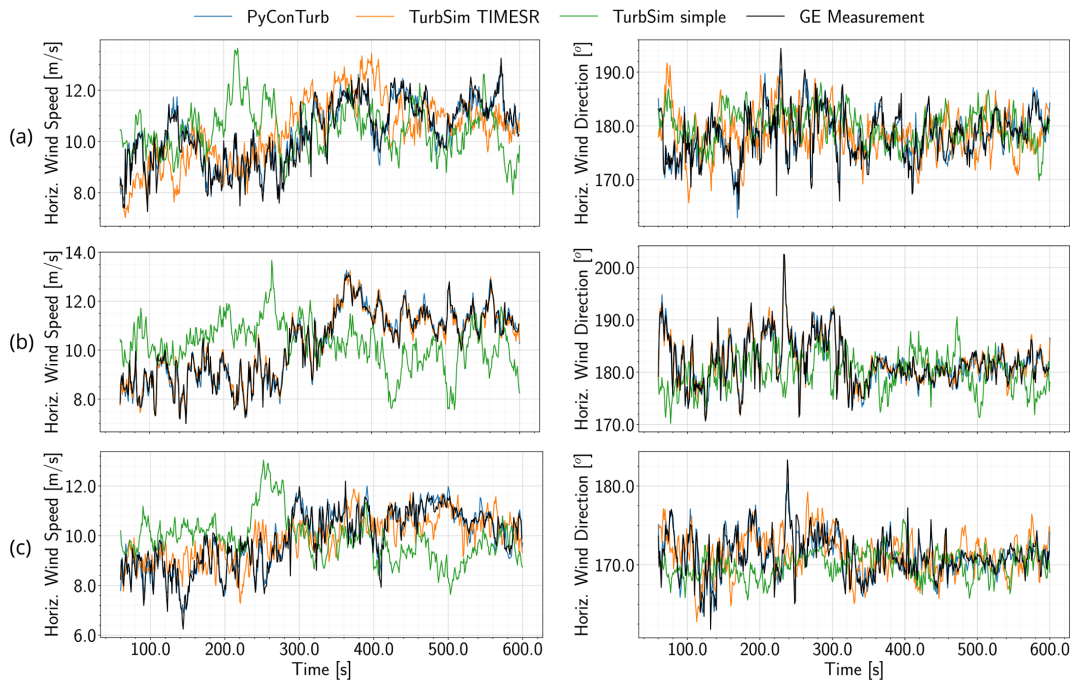 PyConTurb TurbSim TIMESR TurbSim simple GE Measurement
(a)
Horiz. Wind Speed [m/s]
12.0
10.0
8.0
Horiz. Wind Direction [°]
190.0
180.0
170.0
(b)
Horiz. Wind Speed [m/s]
14.0
12.0
10.0
8.0
Horiz. Wind Direction [°]
200.0
190.0
180.0
170.0
(c)
Horiz. Wind Speed [m/s]
12.0
10.0
8.0
6.0
100.0 200.0 300.0 400.0 500.0 600.0
Time [s]
Horiz. Wind Direction [°]
180.0
170.0
100.0 200.0 300.0 400.0 500.0 600.0
Time [s]